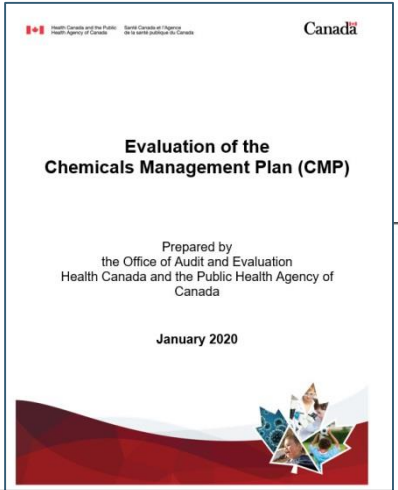 Health Canada and the Public Santé Canada et l'Agence
Health Agency of Canada de la santé publique du Canada
Canada
Evaluation of the
Chemicals Management Plan (CMP)
Prepared by
the Office of Audit and Evaluation
Health Canada and the Public Health Agency of
Canada
January 2020